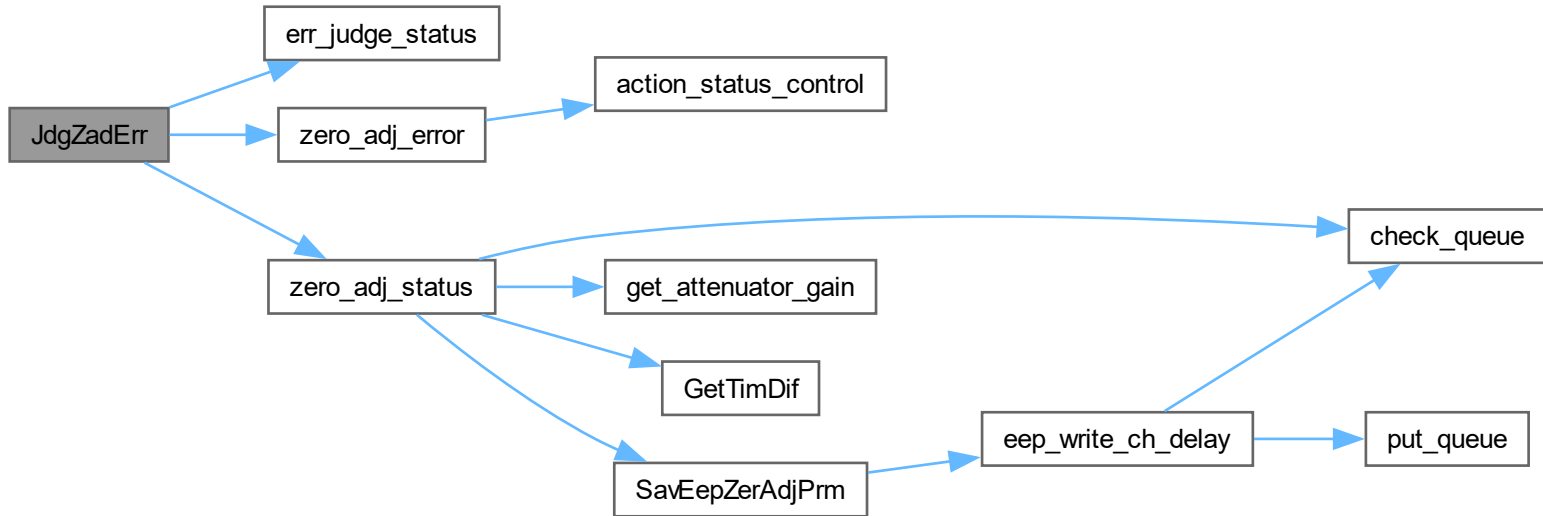 err_judge_status
action_status_control
JdgZadErr
zero_adj_error
check_queue
zero_adj_status
get_attenuator_gain
GetTimDif
eep_write_ch_delay
put_queue
SavEepZerAdjPrm